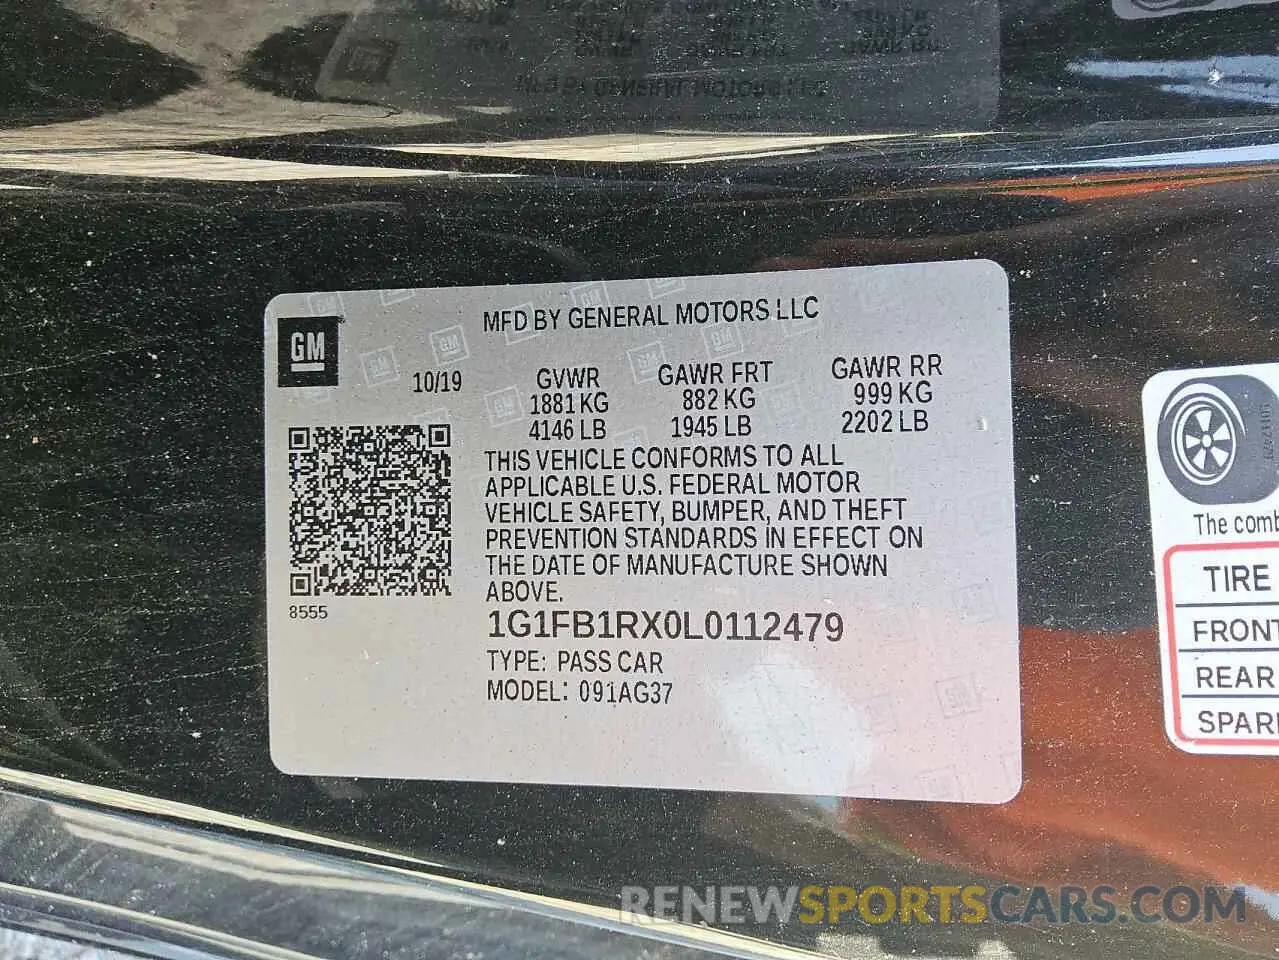 MFD BY GENERAL MOTORS LLC
GM
10/19
GVWR GAWR FRT GAWR RR
1881 KG 882 KG 999 KG
4146 LB 1945 LB 2202 LB
THIS VEHICLE CONFORMS TO ALL
APPLICABLE U.S. FEDERAL MOTOR
VEHICLE SAFETY, BUMPER, AND THEFT
PREVENTION STANDARDS IN EFFECT ON
THE DATE OF MANUFACTURE SHOWN
ABOVE.
8555
1G1FB1RX0L0112479
TYPE: PASS CAR
MODEL: 091AG37
The comb
TIRE
FRONT
REAR
SPAR
RENEWSPORTSCARS.COM